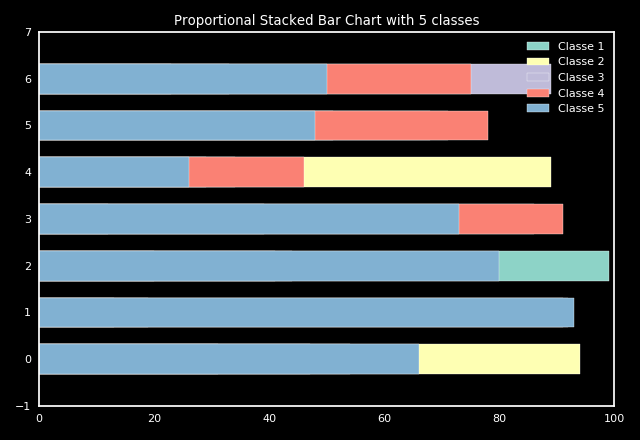 Proportional Stacked Bar Chart with 5 classes
7
Classe 1
Classe 2
6
Classe 3
Classe 4
Classe 5
5
4
3
2
1
0
−1
0 20 40 60 80 100